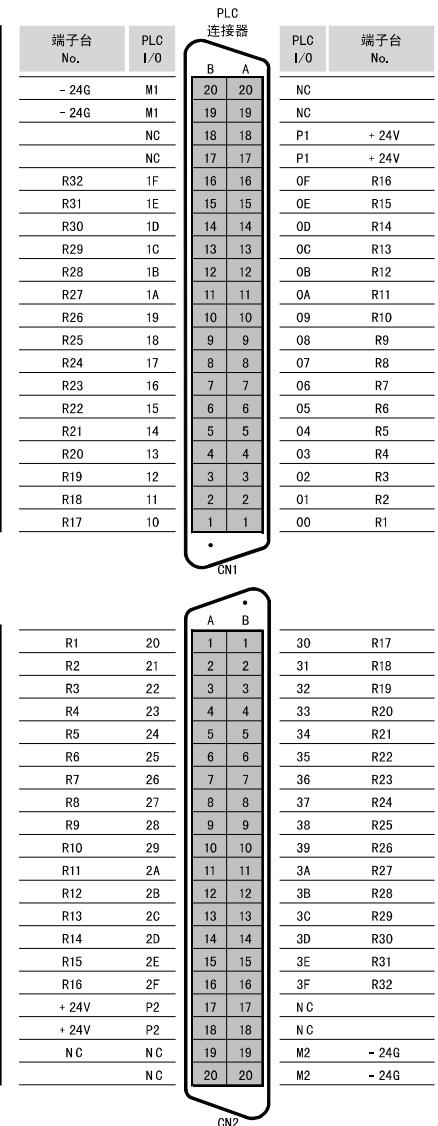 PLC
连接器
端子台 No. PLC I/O B A PLC I/O 端子台 No.
- 24G M1 20 20 NC
- 24G M1 19 19 NC
NC 18 18 P1 + 24V
NC 17 17 P1 + 24V
R32 1F 16 16 0F R16
R31 1E 15 15 0E R15
R30 1D 14 14 0D R14
R29 1C 13 13 0C R13
R28 1B 12 12 0B R12
R27 1A 11 11 0A R11
R26 19 10 10 09 R10
R25 18 9 9 08 R9
R24 17 8 8 07 R8
R23 16 7 7 06 R7
R22 15 6 6 05 R6
R21 14 5 5 04 R5
R20 13 4 4 03 R4
R19 12 3 3 02 R3
R18 11 2 2 01 R2
R17 10 1 1 00 R1
CN1
A B
R1 20 1 1 30 R17
R2 21 2 2 31 R18
R3 22 3 3 32 R19
R4 23 4 4 33 R20
R5 24 5 5 34 R21
R6 25 6 6 35 R22
R7 26 7 7 36 R23
R8 27 8 8 37 R24
R9 28 9 9 38 R25
R10 29 10 10 39 R26
R11 2A 11 11 3A R27
R12 2B 12 12 3B R28
R13 2C 13 13 3C R29
R14 2D 14 14 3D R30
R15 2E 15 15 3E R31
R16 2F 16 16 3F R32
+ 24V P2 17 17 NC
+ 24V P2 18 18 NC
NC NC 19 19 M2 - 24G
NC 20 20 M2 - 24G
CN2